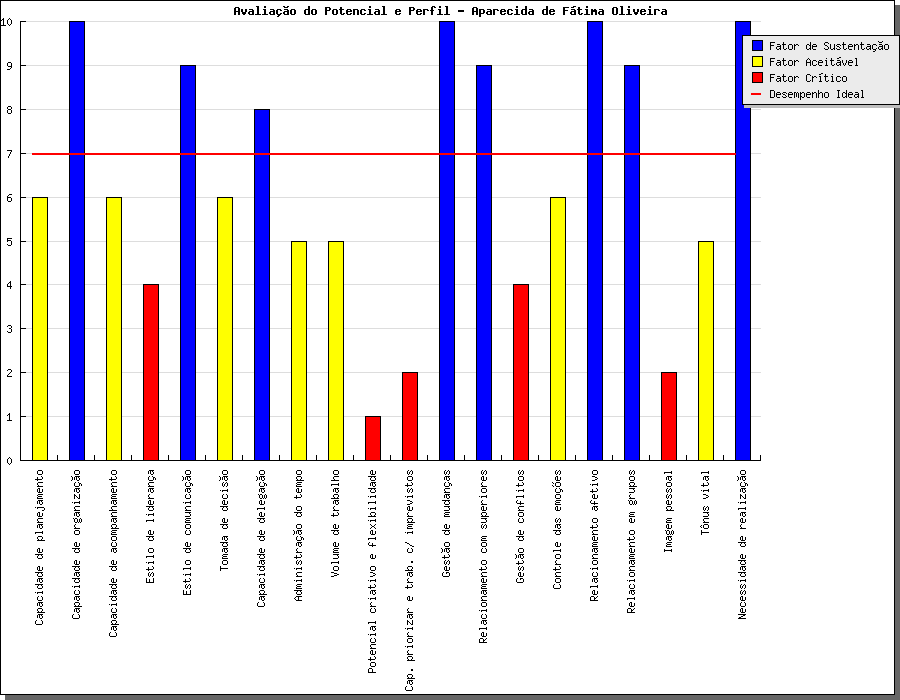 Avaliação do Potencial e Perfil - Aparecida de Fátima Oliveira
10
9
8
7
6
5
4
3
2
1
0
Fator de Sustentação
Fator Aceitável
Fator Crítico
Desempenho Ideal
Capacidade de planejamento
Capacidade de organização
Capacidade de acompanhamento
Estilo de liderança
Estilo de comunicação
Tomada de decisão
Capacidade de delegação
Administração do tempo
Volume de trabalho
Potencial criativo e flexibilidade
Cap. priorizar e trab. c/ imprevistos
Gestão de mudanças
Relacionamento com superiores
Gestão de conflitos
Controle das emoções
Relacionamento afetivo
Relacionamento em grupos
Imagem pessoal
Tônus vital
Necessidade de realização